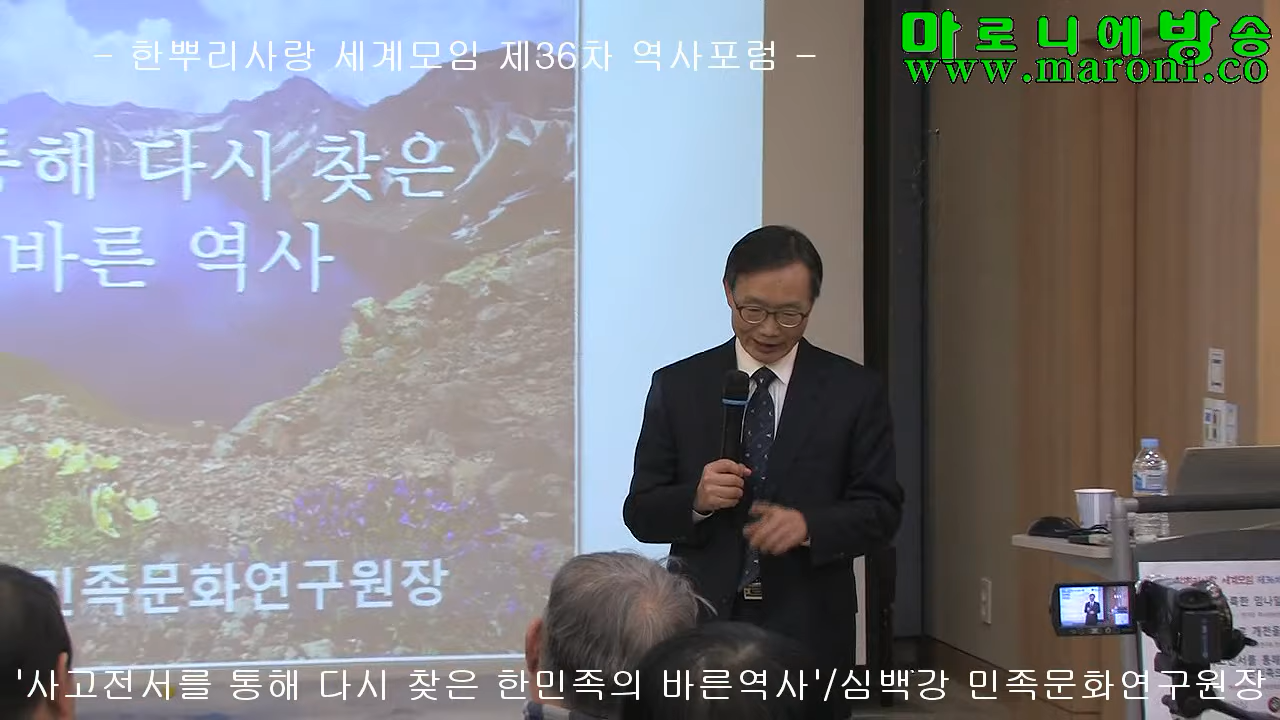 - 한뿌리사랑 세계모임 제36차 역사포럼 -
마로니에방송
www.maroni.co
통해 다시 찾은
바른 역사
민족문화연구원장
'사고전서를 통해 다시 찾은 한민족의 바른역사'/심백강 민족문화연구원장